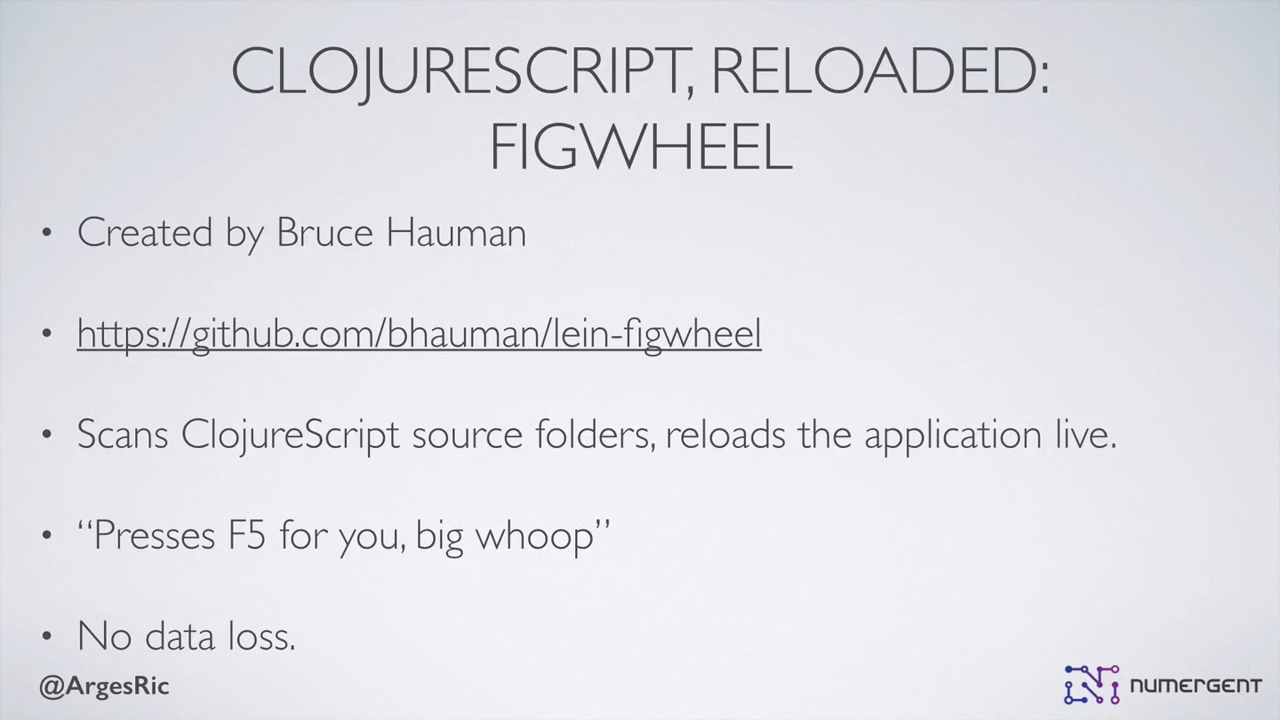 CLOJURESCRIPT, RELOADED:
FIGWHEEL
• Created by Bruce Hauman
• https://github.com/bhauman/lein-figwheel
• Scans ClojureScript source folders, reloads the application live.
• “Presses F5 for you, big whoop”
• No data loss.
@ArgesRic
NUMERGENT